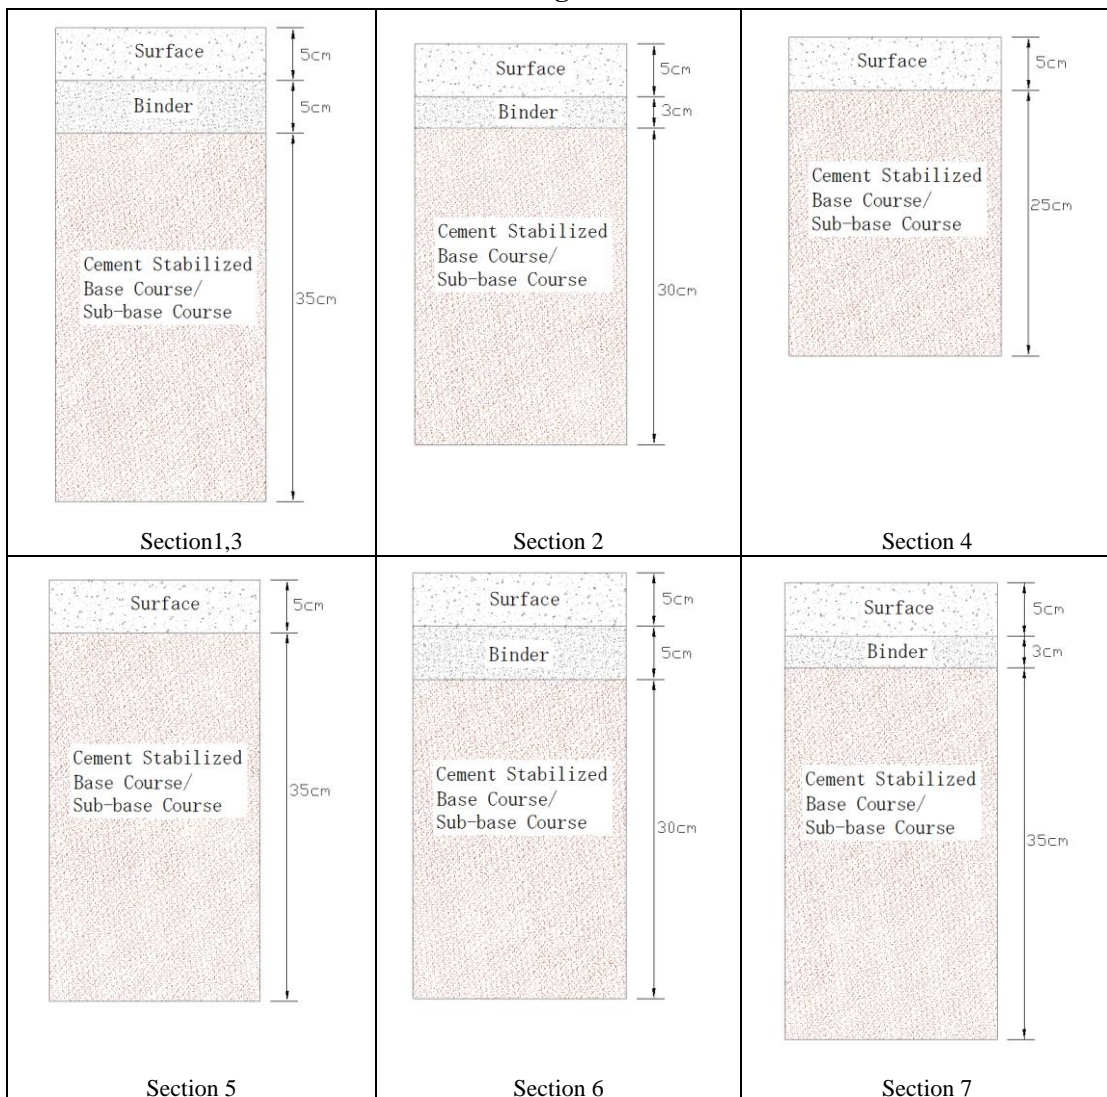 Surface
5cm
Binder
5cm
Cement Stabilized
Base Course/
Sub-base Course
35cm
Section1,3
Surface
5cm
Binder
3cm
Cement Stabilized
Base Course/
Sub-base Course
30cm
Section 2
Surface
5cm
Cement Stabilized
Base Course/
Sub-base Course
25cm
Section 4
Surface
5cm
Cement Stabilized
Base Course/
Sub-base Course
35cm
Section 5
Surface
5cm
Binder
5cm
Cement Stabilized
Base Course/
Sub-base Course
30cm
Section 6
Surface
5cm
Binder
3cm
Cement Stabilized
Base Course/
Sub-base Course
35cm
Section 7